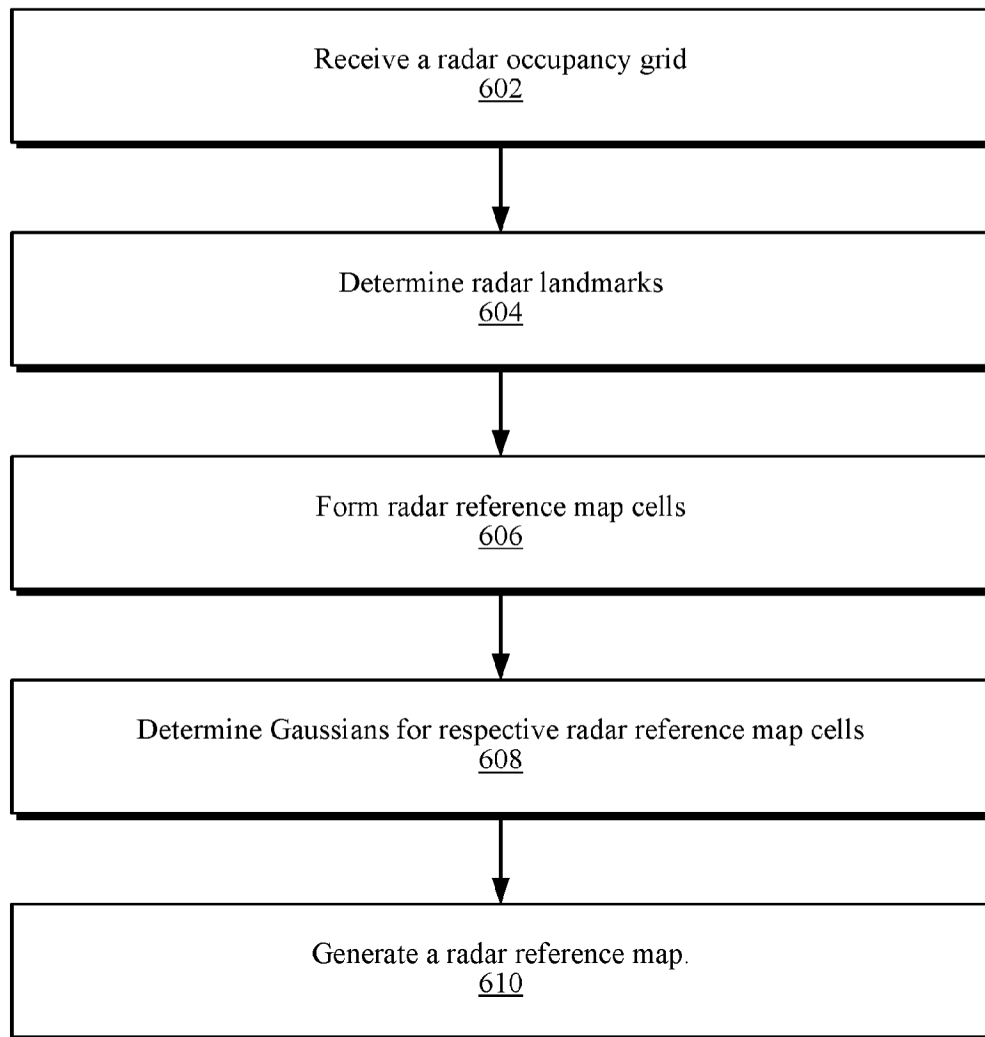 Receive a radar occupancy grid
602
Determine radar landmarks
604
Form radar reference map cells
606
Determine Gaussians for respective radar reference map cells
608
Generate a radar reference map.
610